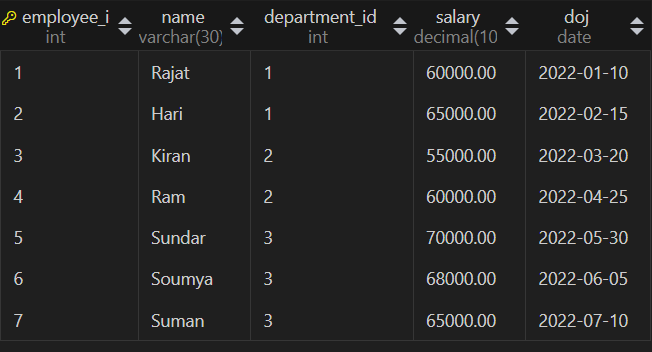 employee_i name department_id salary doj
int varchar(30) int decimal(10 date
1 Rajat 1 60000.00 2022-01-10
2 Hari 1 65000.00 2022-02-15
3 Kiran 2 55000.00 2022-03-20
4 Ram 2 60000.00 2022-04-25
5 Sundar 3 70000.00 2022-05-30
6 Soumya 3 68000.00 2022-06-05
7 Suman 3 65000.00 2022-07-10